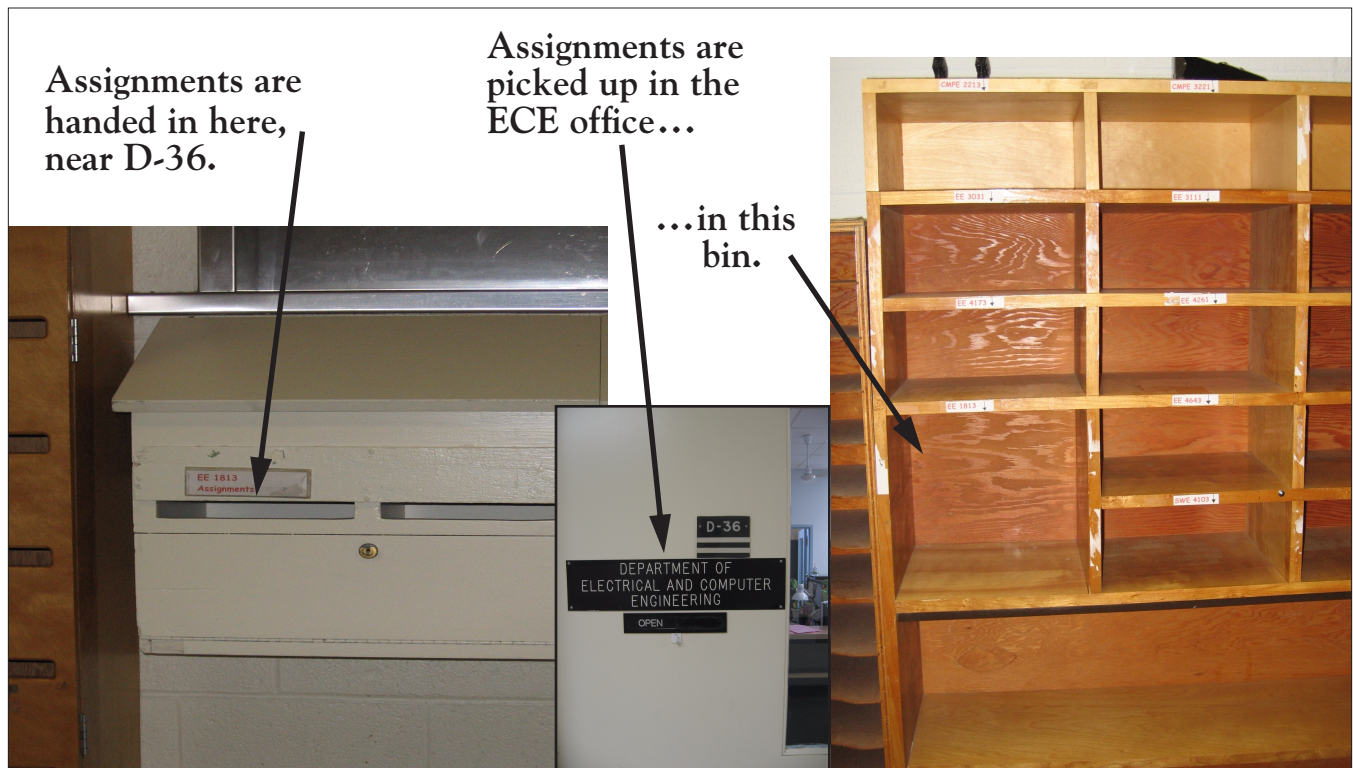 Assignments are
handed in here,
near D-36.
Assignments are
picked up in the
ECE office...
...in this
bin.
EE 1813
Assignments
D-36
DEPARTMENT OF
ELECTRICAL AND COMPUTER
ENGINEERING
OPEN
CMPE 2213
CMPE 3221
EE 3031
EE 3111
EE 4173
EE 4261
EE 1813
EE 4643
SWE 4103